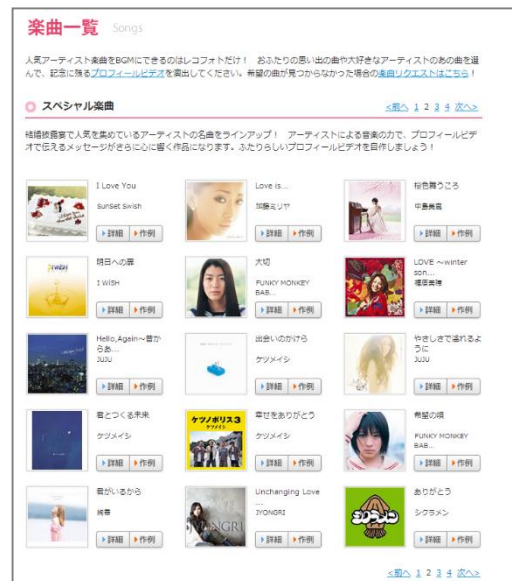 楽曲一覧 Songs
人気アーティスト楽曲をBGMにできるのはレコフォトだけ！ おふたりの思い出の曲や大好きなアーティストのあの曲を選
んで、記念に残るプロフィールビデオを演出してください。希望の曲が見つからなかった場合の楽曲リクエストはこちら！
スペシャル楽曲
<前へ 1 2 3 4 次へ>
結婚披露宴で人気を集めているアーティストの名曲をラインアップ！ アーティストによる音楽の力で、プロフィールビデ
オで伝えるメッセージがさらに心に響く作品になります。ふたりらしいプロフィールビデオを自作しましょう！
I Love You
SunSet Swish
詳細 作例
Love is...
加藤ミリヤ
詳細 作例
桜色舞うころ
中島美嘉
詳細 作例
明日への扉
I WiSH
詳細 作例
大切
FUNKY MONKEY
BAB...
詳細 作例
LOVE ～winter
son...
詳細 作例
Hello,Again～昔か
らあ...
JUJU
詳細 作例
出会いのかけら
ケツメイシ
詳細 作例
やさしさで溢れるよ
うに
JUJU
詳細 作例
君とつくる未来
ケツメイシ
詳細 作例
ケツノポリス3
ケツメイシ
幸せをありがとう
ケツメイシ
詳細 作例
希望の唄
FUNKY MONKEY
BAB...
詳細 作例
君がいるから
絢香
詳細 作例
JYONGRI
Unchanging Love
...
JYONGRI
詳細 作例
シクラメン
ありがとう
シクラメン
詳細 作例
<前へ 1 2 3 4 次へ>